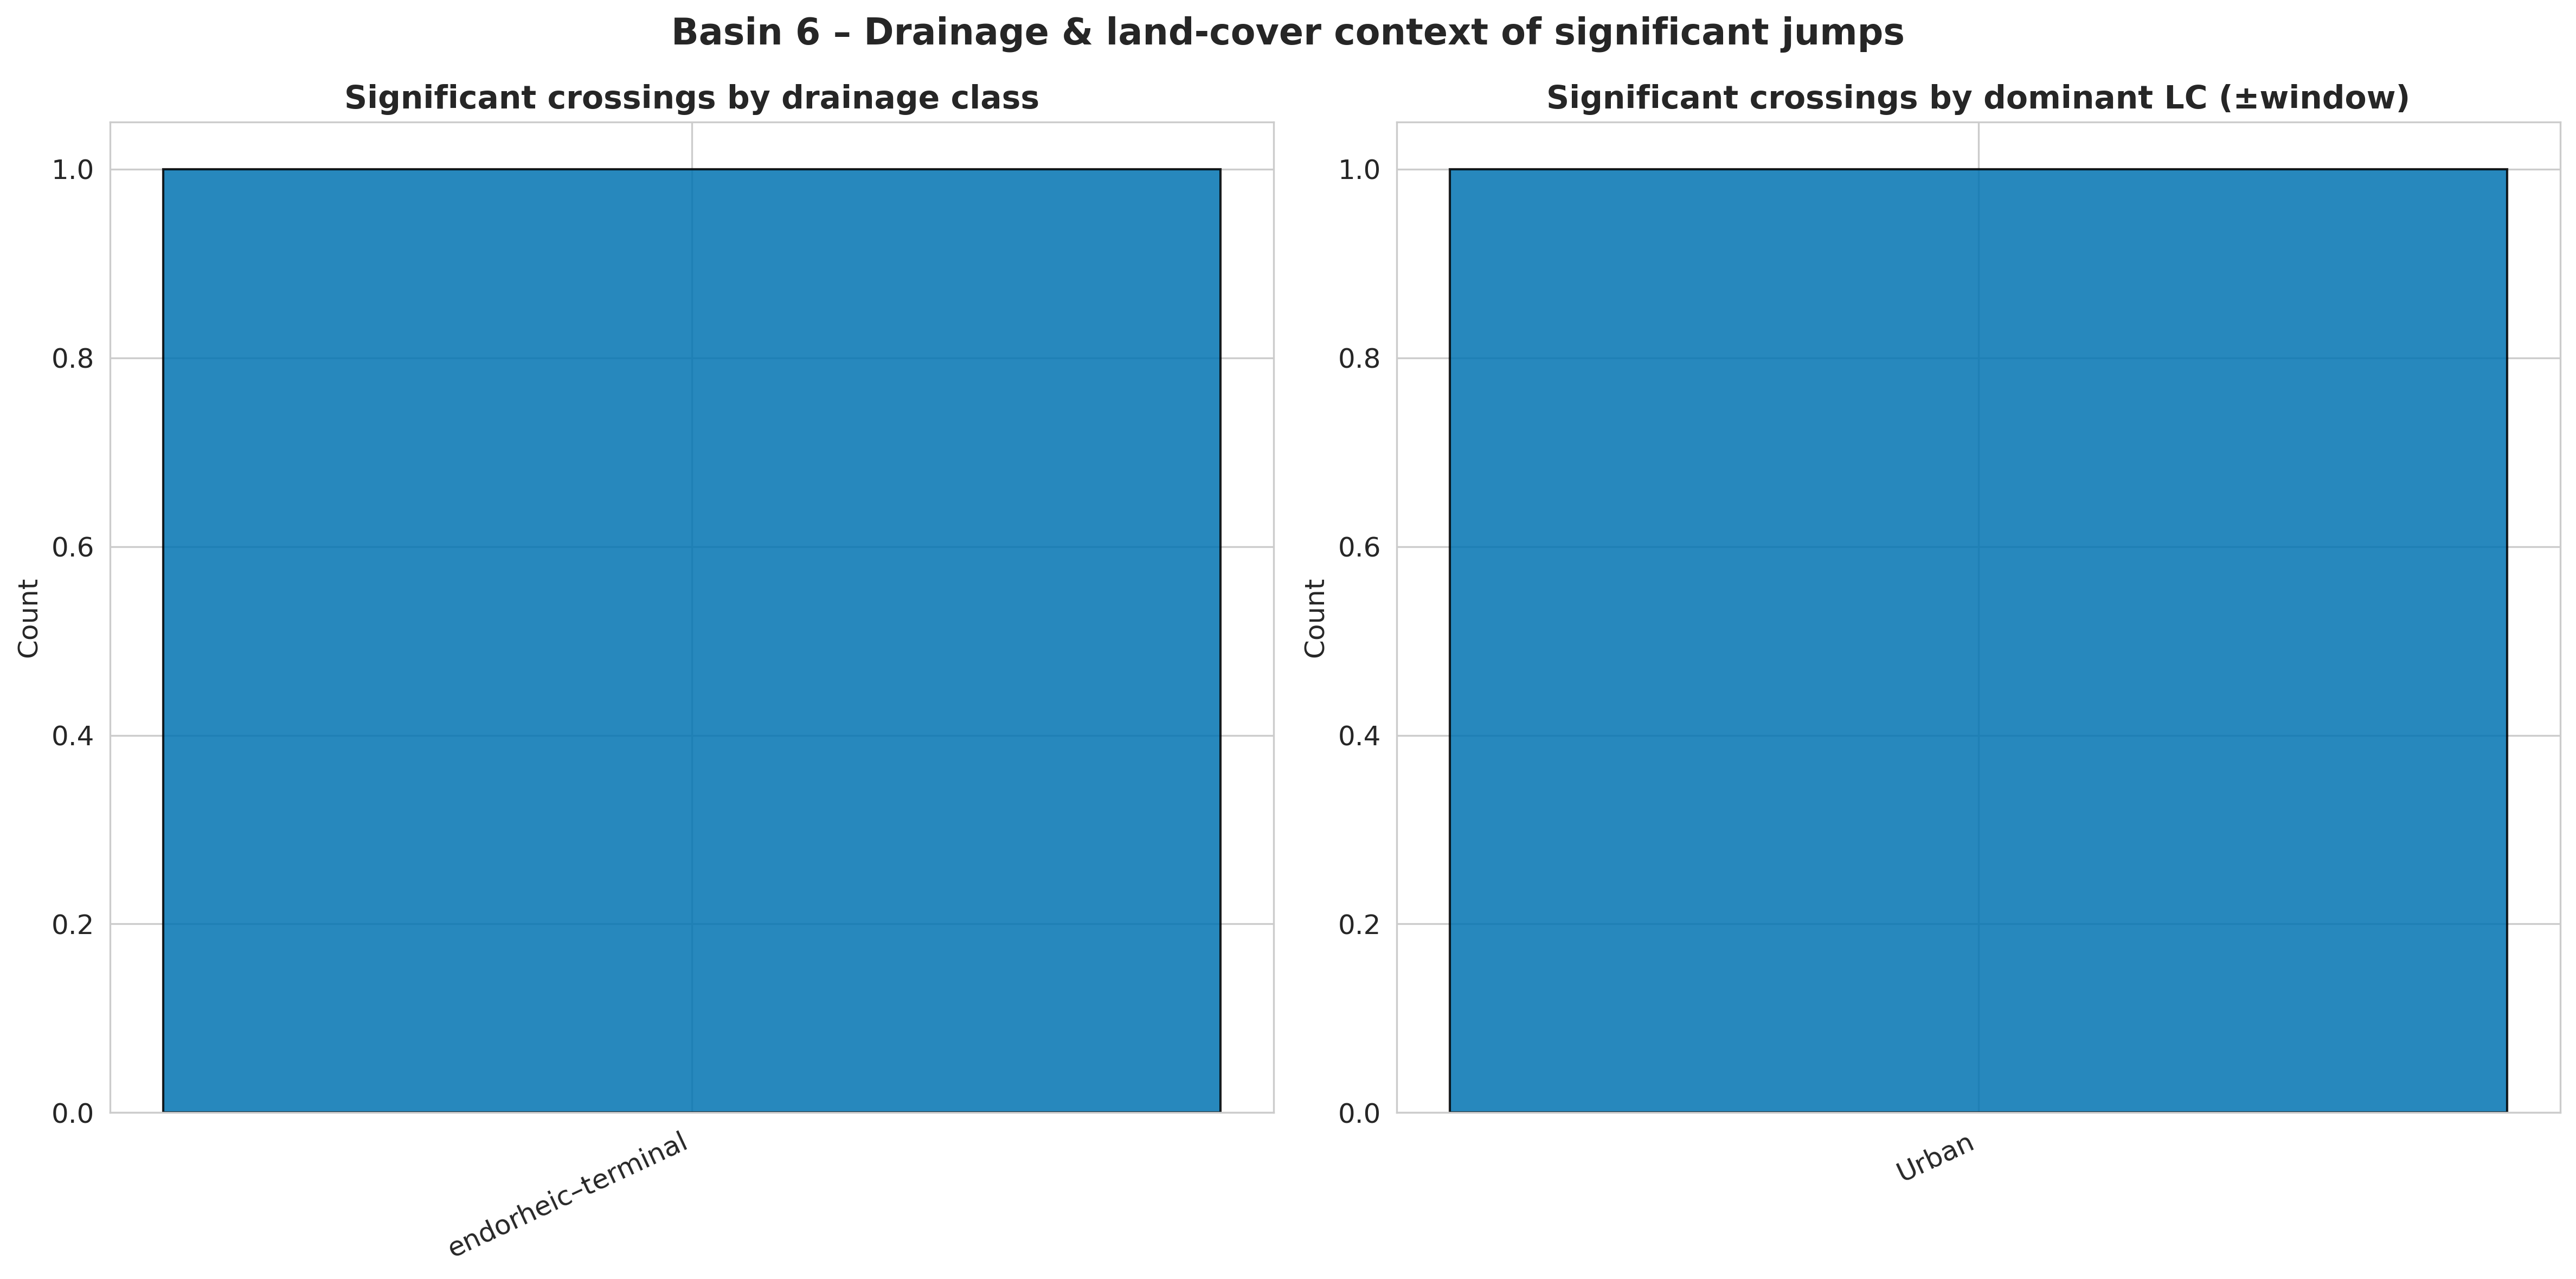 Basin 6 – Drainage & land-cover context of significant jumps
Significant crossings by drainage class
1.0
0.8
0.6
0.4
0.2
0.0
Count
endorheic–terminal
Significant crossings by dominant LC (±window)
1.0
0.8
0.6
0.4
0.2
0.0
Count
Urban